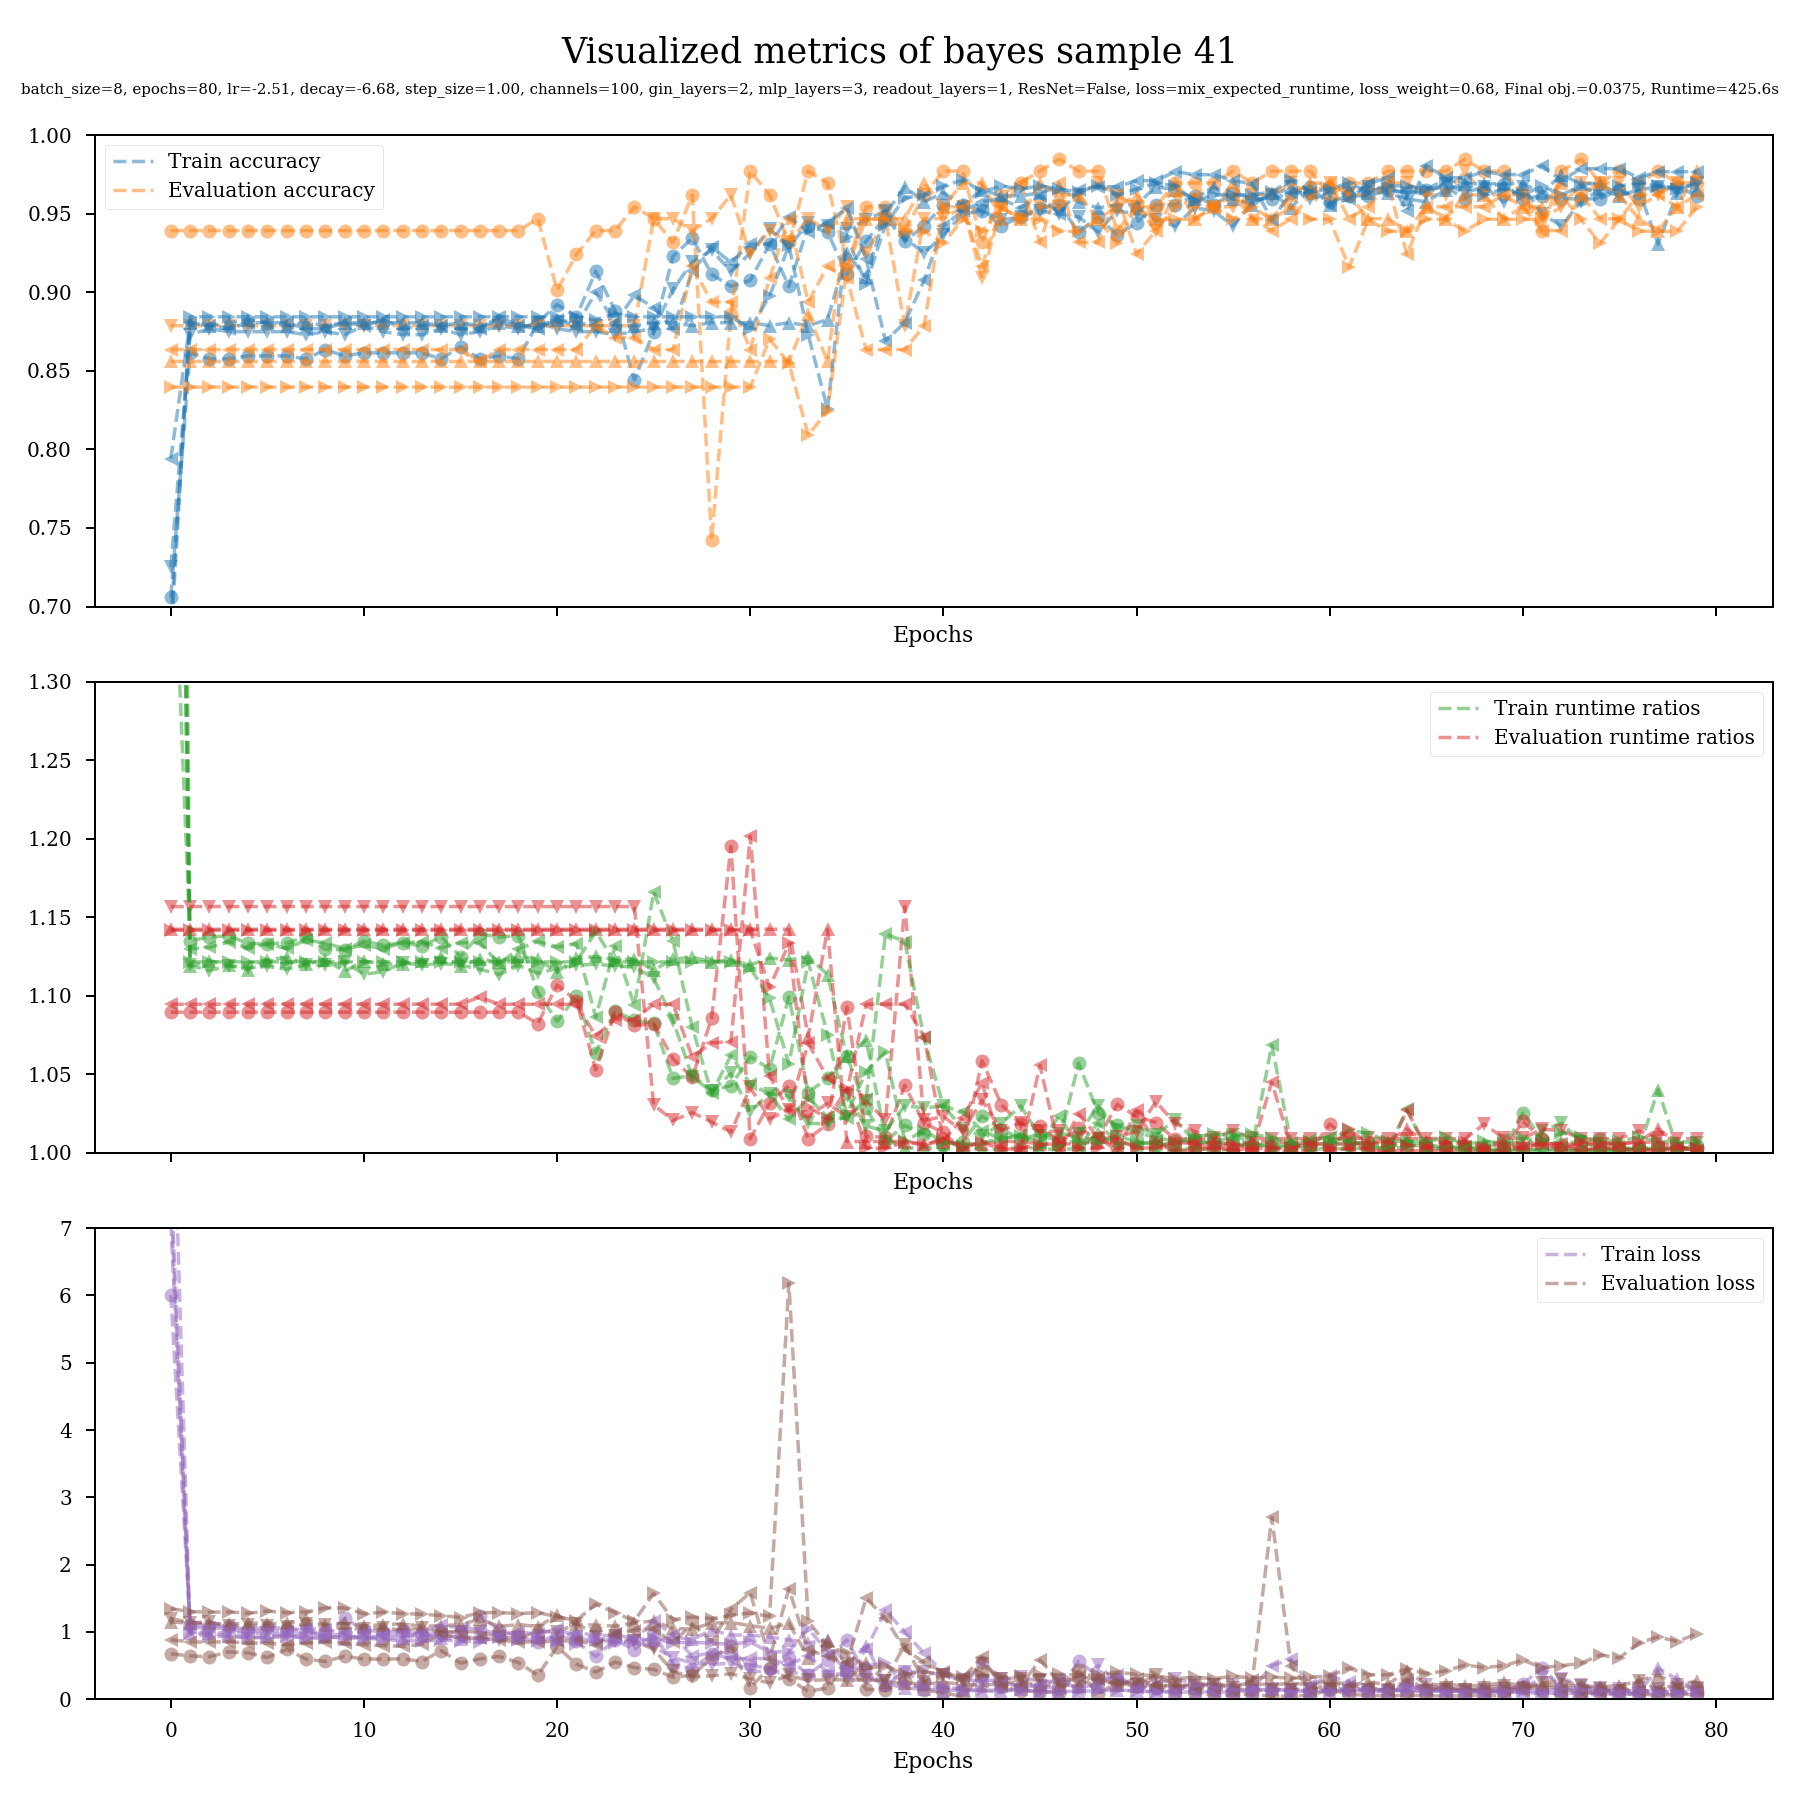 Visualized metrics of bayes sample 41
batch_size=8, epochs=80, lr=-2.51, decay=-6.68, step_size=1.00, channels=100, gin_layers=2, mlp_layers=3, readout_layers=1, ResNet=False, loss=mix_expected_runtime, loss_weight=0.68, Final obj.=0.0375, Runtime=425.6s
1.00
0.95
0.90
0.85
0.80
0.75
0.70
Train accuracy
Evaluation accuracy
Epochs
1.30
1.25
1.20
1.15
1.10
1.05
1.00
Train runtime ratios
Evaluation runtime ratios
Epochs
7
6
5
4
3
2
1
0
Train loss
Evaluation loss
0 10 20 30 40 50 60 70 80
Epochs